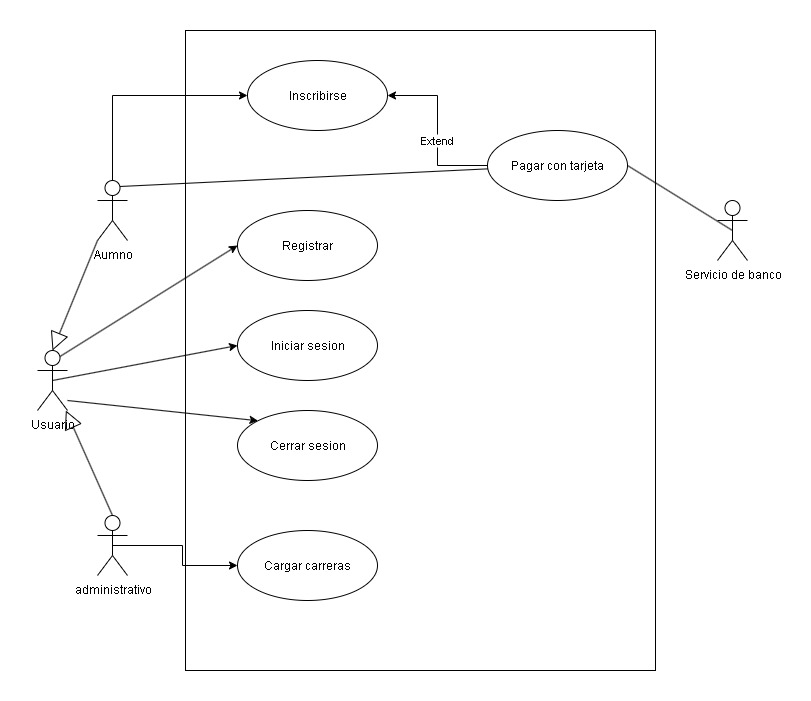 Inscribirse
Extend
Pagar con tarjeta
Aumno
Registrar
Servicio de banco
Iniciar sesion
Usuario
Cerrar sesion
Cargar carreras
administrativo